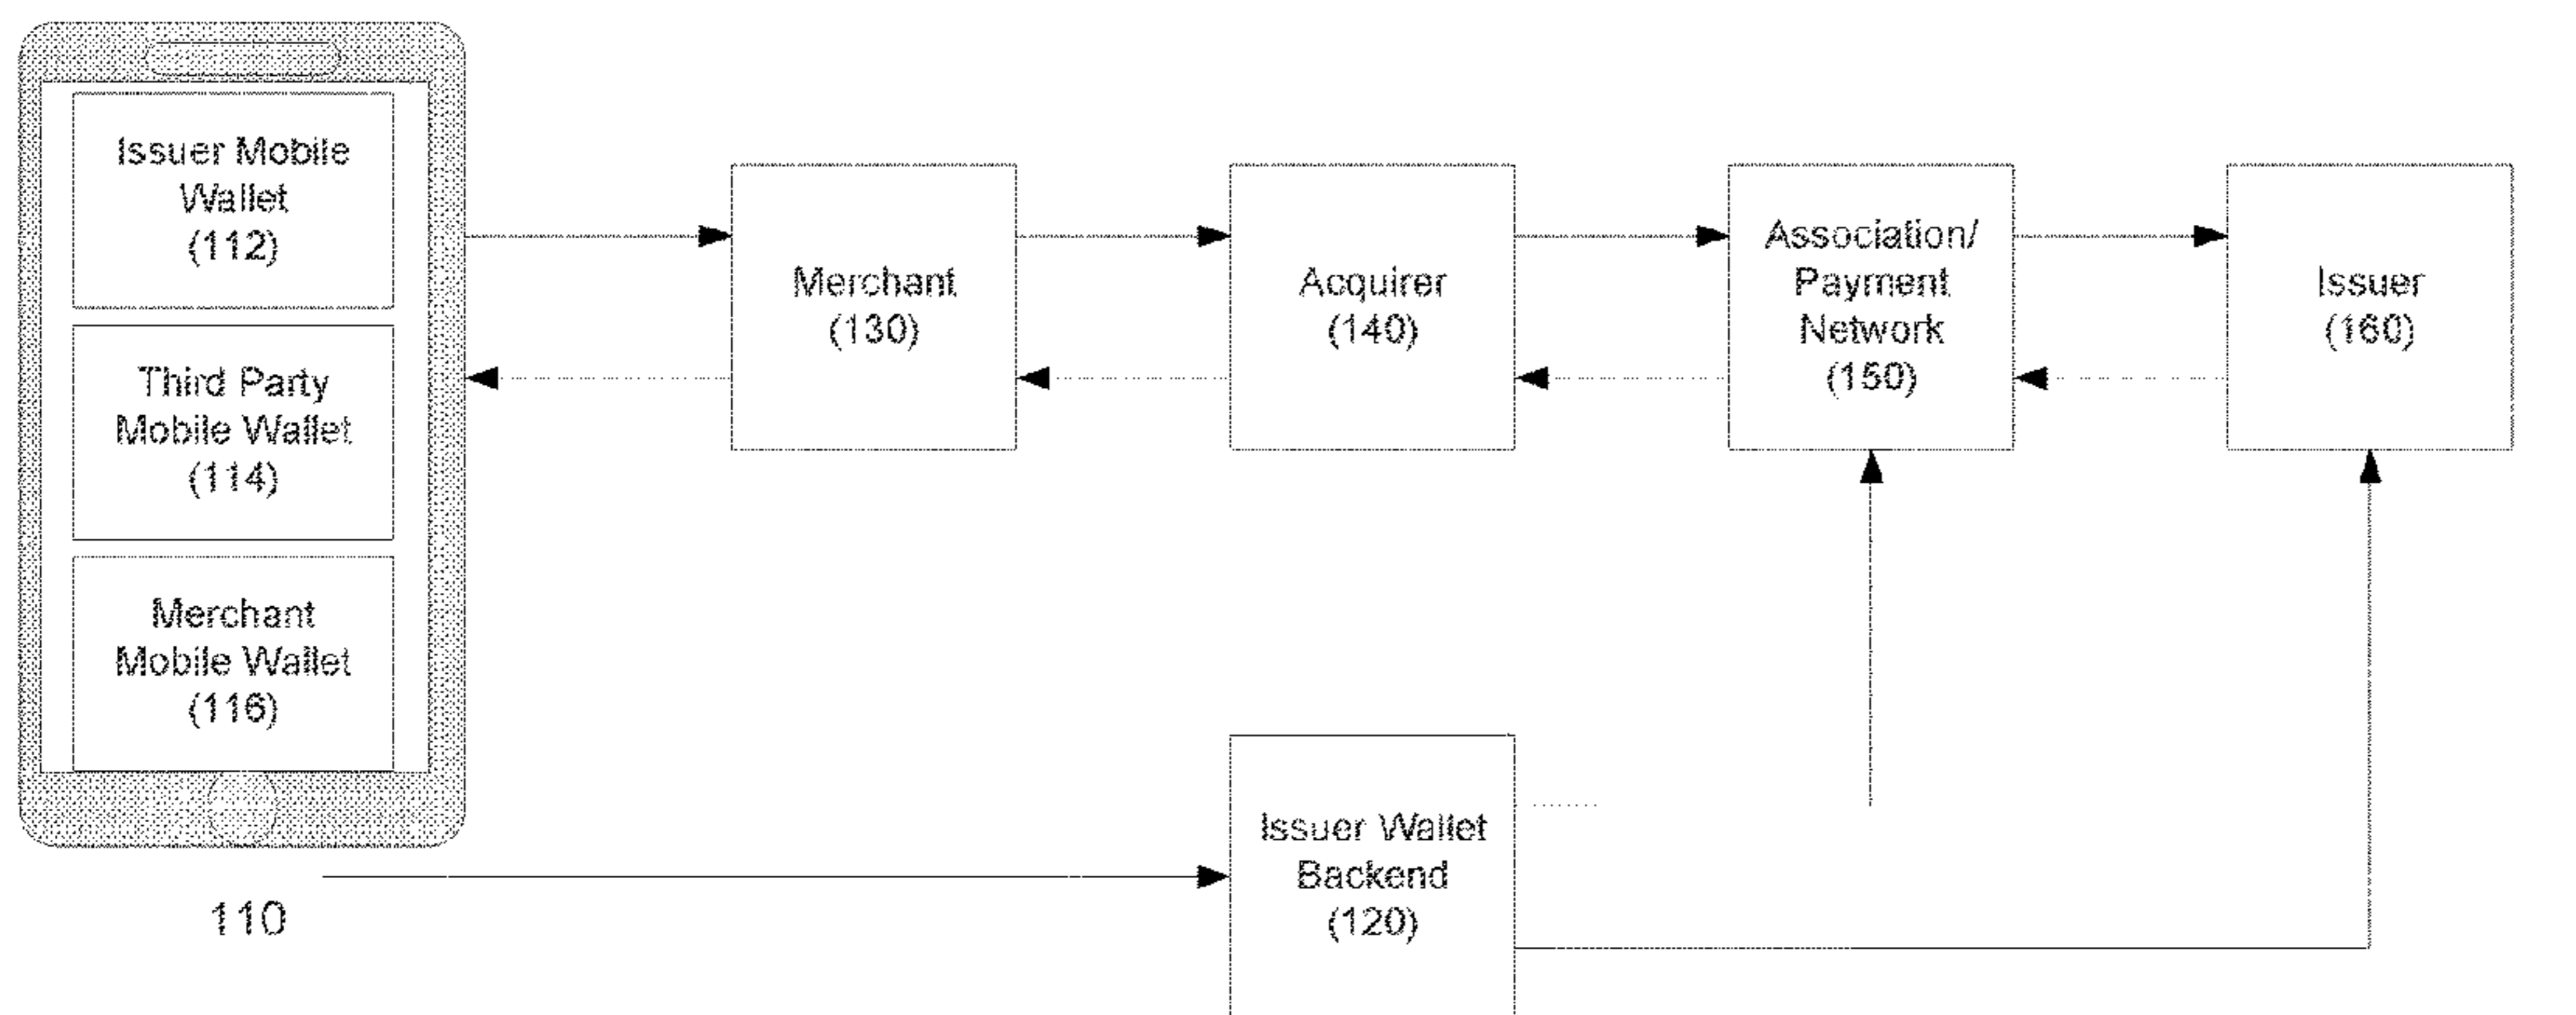 Issuer Mobile
Wallet
(112)
Third Party
Mobile Wallet
(114)
Merchant
Mobile Wallet
(116)
110
Merchant
(130)
Acquirer
(140)
Association/
Payment
Network
(150)
Issuer
(160)
Issuer Wallet
Backend
(120)